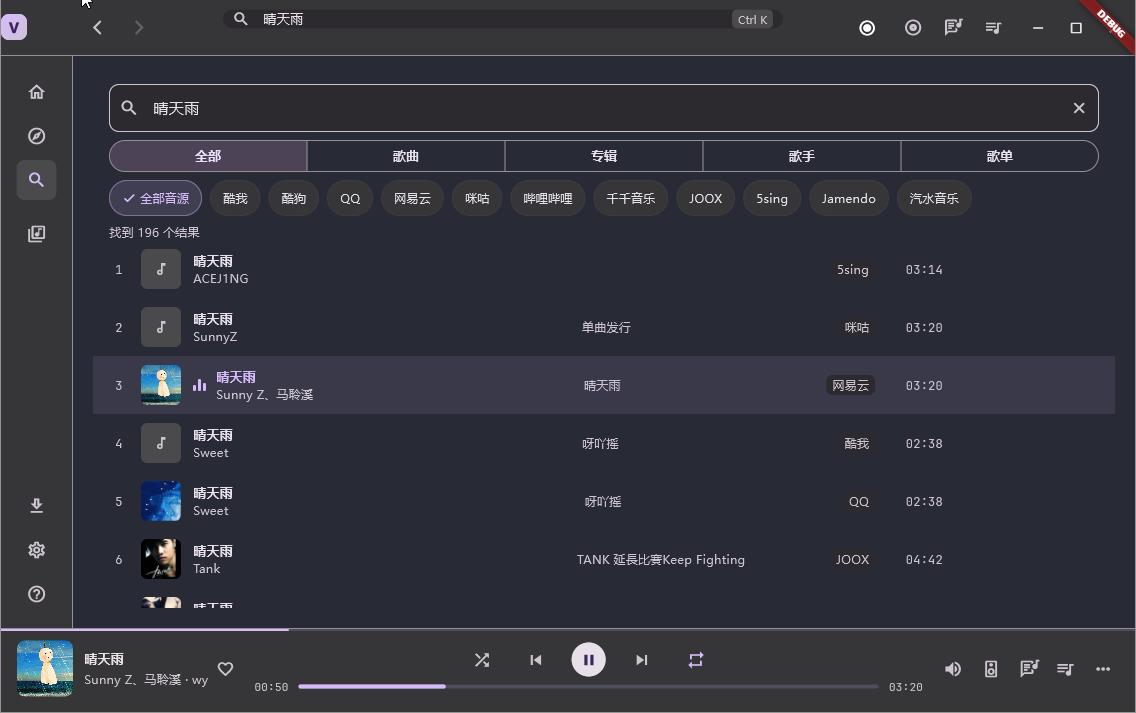 V
晴天雨
Ctrl K
DEBUG
晴天雨
全部 歌曲 专辑 歌手 歌单
全部音源 酷我 酷狗 QQ 网易云 咪咕 哔哩哔哩 千千音乐 JOOX 5sing Jamendo 汽水音乐
找到 196 个结果
1 晴天雨 5sing 03:14
ACEJ1NG
2 晴天雨 单曲发行 咪咕 03:20
SunnyZ
3 晴天雨 晴天雨 网易云 03:20
Sunny Z、马聆溪
4 晴天雨 呀吖摇 酷我 02:38
Sweet
5 晴天雨 呀吖摇 QQ 02:38
Sweet
6 晴天雨 TANK 延長比賽Keep Fighting JOOX 04:42
Tank
晴天雨
晴天雨
Sunny Z、马聆溪 · wy
00:50 03:20